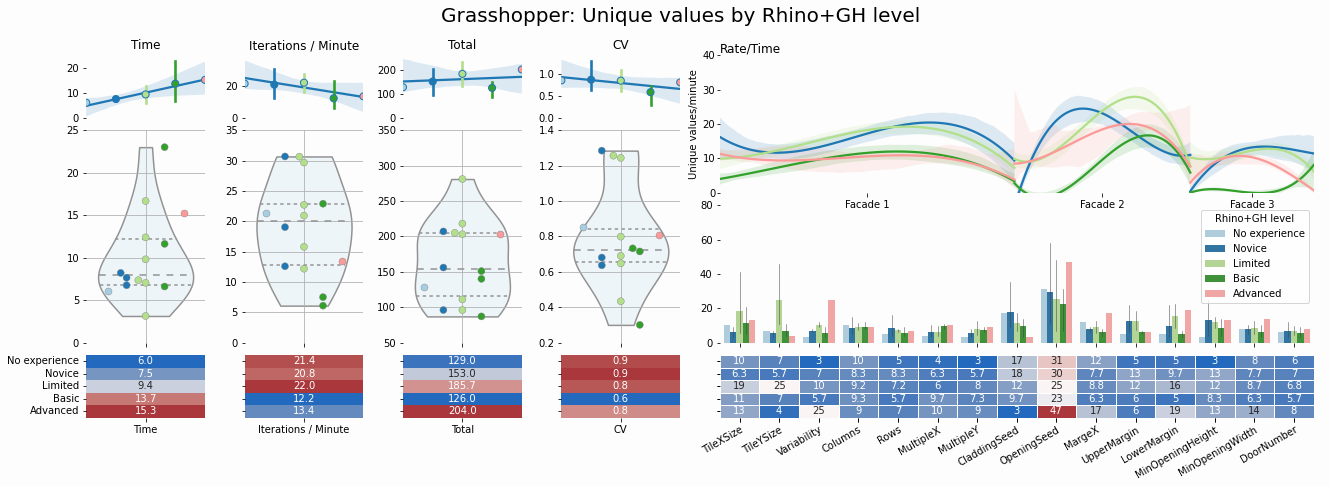 Grasshopper: Unique values by Rhino+GH level
Time
Iterations / Minute
Total
CV
Rate/Time
20
10
0
20
0
200
100
0
1.0
0.5
0.0
40
30
20
10
0
Unique values/minute
Facade 1
Facade 2
Facade 3
25
20
15
10
5
0
35
30
25
20
15
10
5
0
350
300
250
200
150
100
50
1.4
1.2
1.0
0.8
0.6
0.4
0.2
80
60
40
20
0
Rhino+GH level
No experience
Novice
Limited
Basic
Advanced
No experience 6.0 21.4 129.0 0.9
Novice 7.5 20.8 153.0 0.9
Limited 9.4 22.0 185.7 0.8
Basic 13.7 12.2 126.0 0.6
Advanced 15.3 13.4 204.0 0.8
Time
Iterations / Minute
Total
CV
10 7 3 10 5 4 3 17 31 12 5 5 3 8 6
6.3 5.7 7 8.3 8.3 6.3 5.7 18 30 7.7 13 9.7 13 7.7 7
19 25 10 9.2 7.2 6 8 12 25 8.8 12 16 12 8.7 6.8
11 7 5.7 9.3 5.7 9.7 7.3 9.7 23 6.3 6 5 8.3 6.3 5.7
13 4 25 9 7 10 9 3 47 17 6 19 13 14 8
TileXSize
TileYSize
Variability
Columns
Rows
MultipleX
MultipleY
CladdingSeed
OpeningSeed
MargeX
UpperMargin
LowerMargin
MinOpeningHeight
MinOpeningWidth
DoorNumber